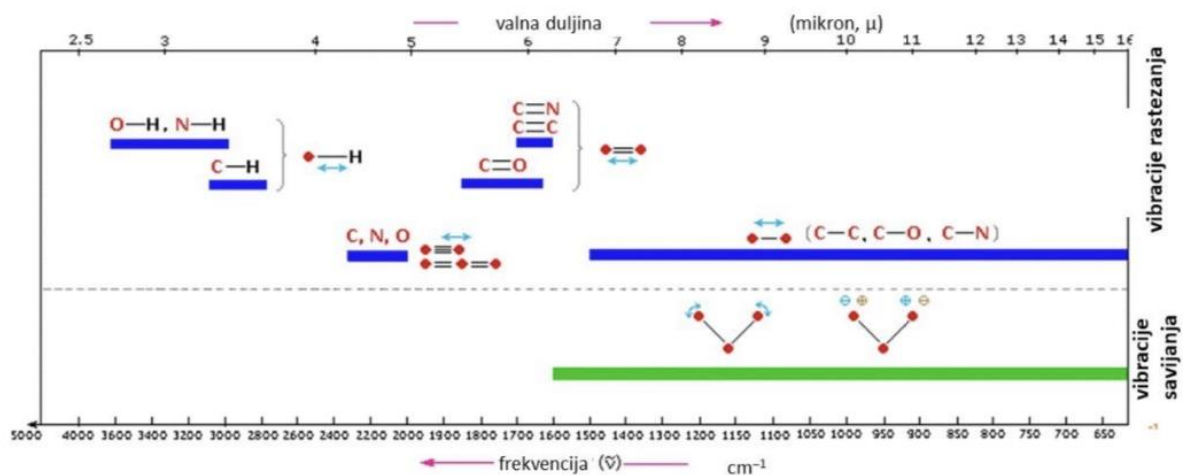 valna duljina (mikron, μ)
2.5 3 4 5 6 7 8 9 10 11 12 13 14 15 16
vibracije rastezanja
O—H, N—H
C—H
•—H
C=N
C=C
C=O
C, N, O
(C—C, C—O, C—N)
vibracije
savijanja
5000 4000 3600 3400 3200 3000 2800 2600 2400 2200 2000 1900 1800 1700 1600 1500 1400 1300 1200 1150 1100 1050 1000 950 900 850 800 750 700 650 -1
frekvencija (ṽ) cm⁻¹